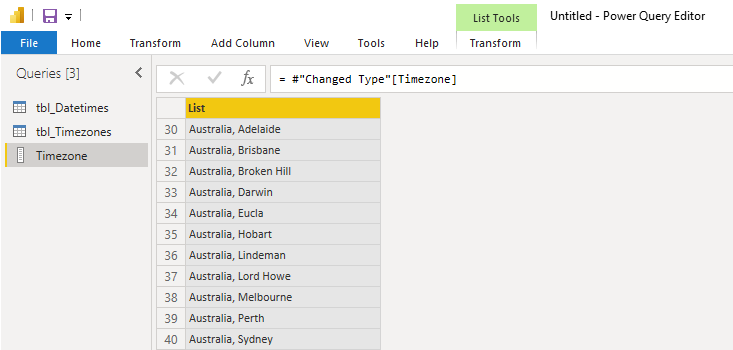 List Tools
Untitled - Power Query Editor
File Home Transform Add Column View Tools Help Transform
Queries [3]
fx = #"Changed Type"[Timezone]
tbl_Datetimes
tbl_Timezones
Timezone
List
30 Australia, Adelaide
31 Australia, Brisbane
32 Australia, Broken Hill
33 Australia, Darwin
34 Australia, Eucla
35 Australia, Hobart
36 Australia, Lindeman
37 Australia, Lord Howe
38 Australia, Melbourne
39 Australia, Perth
40 Australia, Sydney